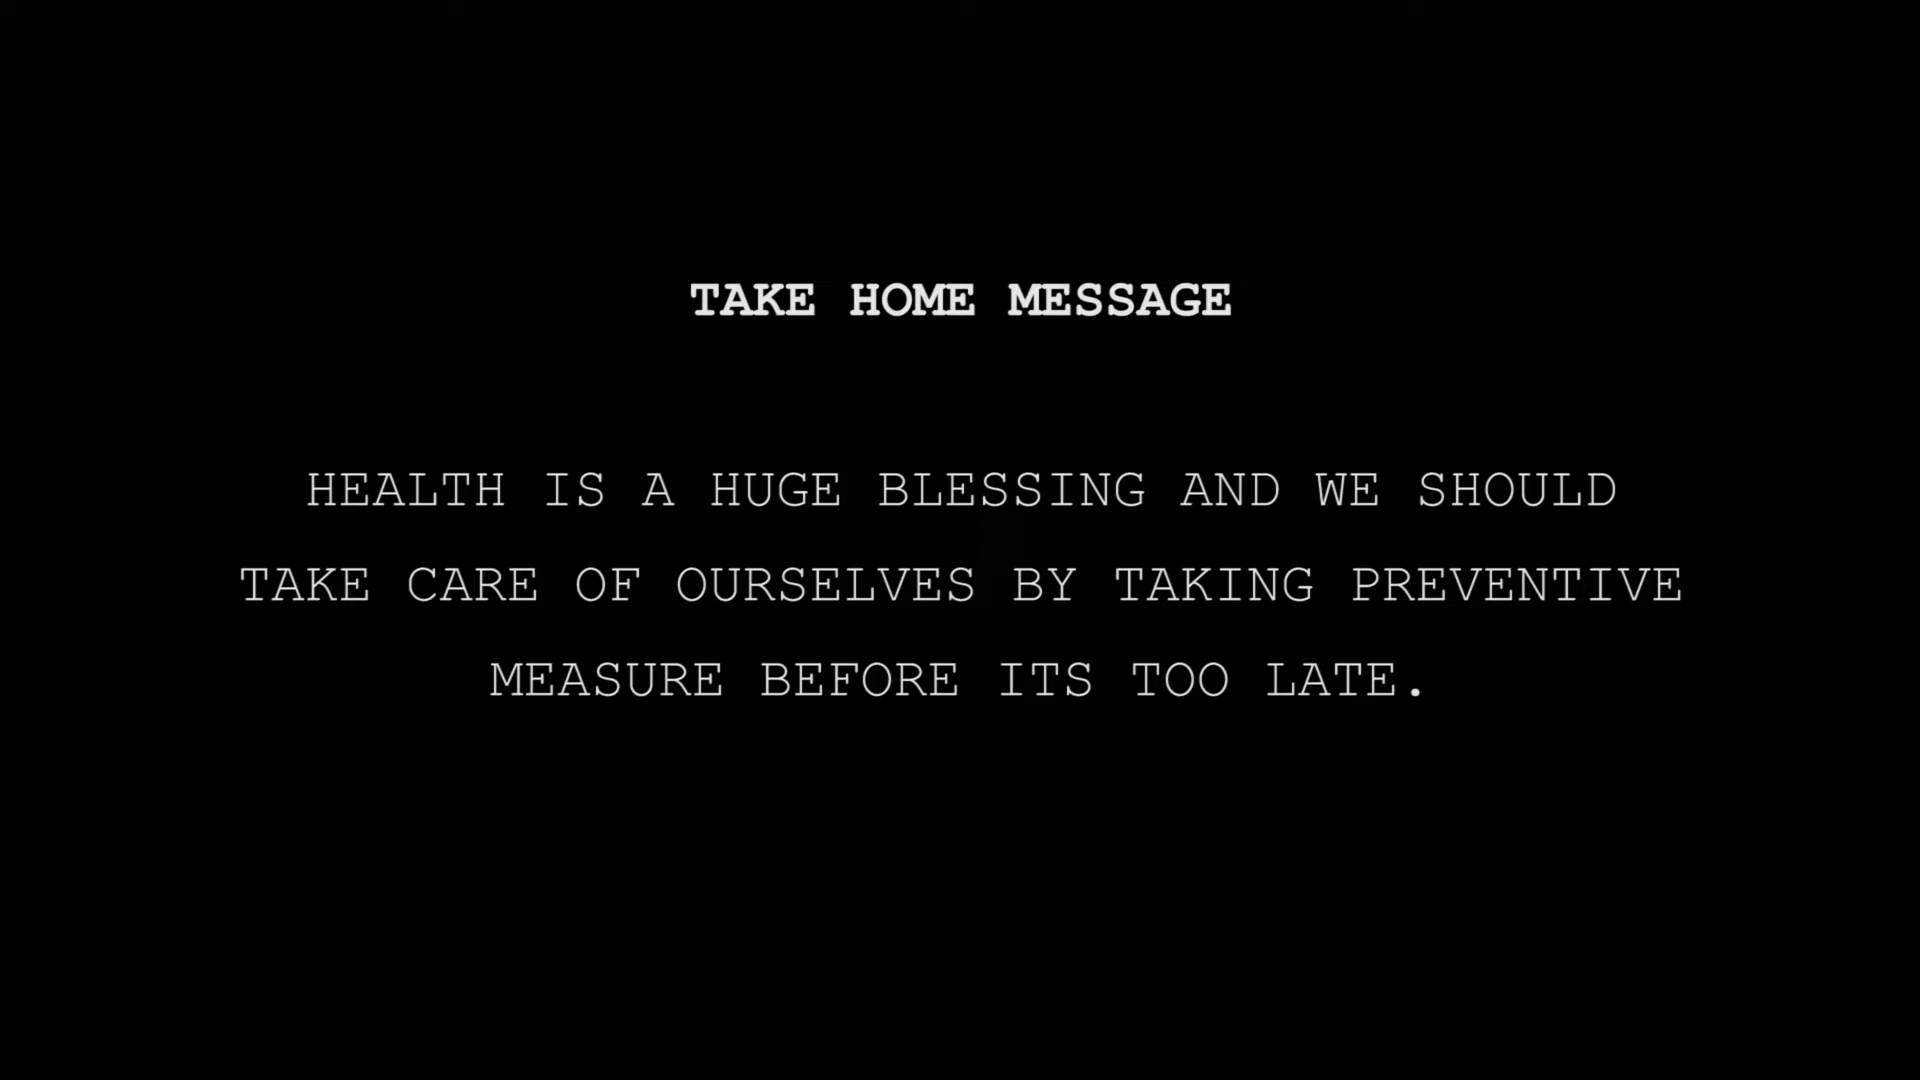 TAKE HOME MESSAGE
HEALTH IS A HUGE BLESSING AND WE SHOULD
TAKE CARE OF OURSELVES BY TAKING PREVENTIVE
MEASURE BEFORE ITS TOO LATE.